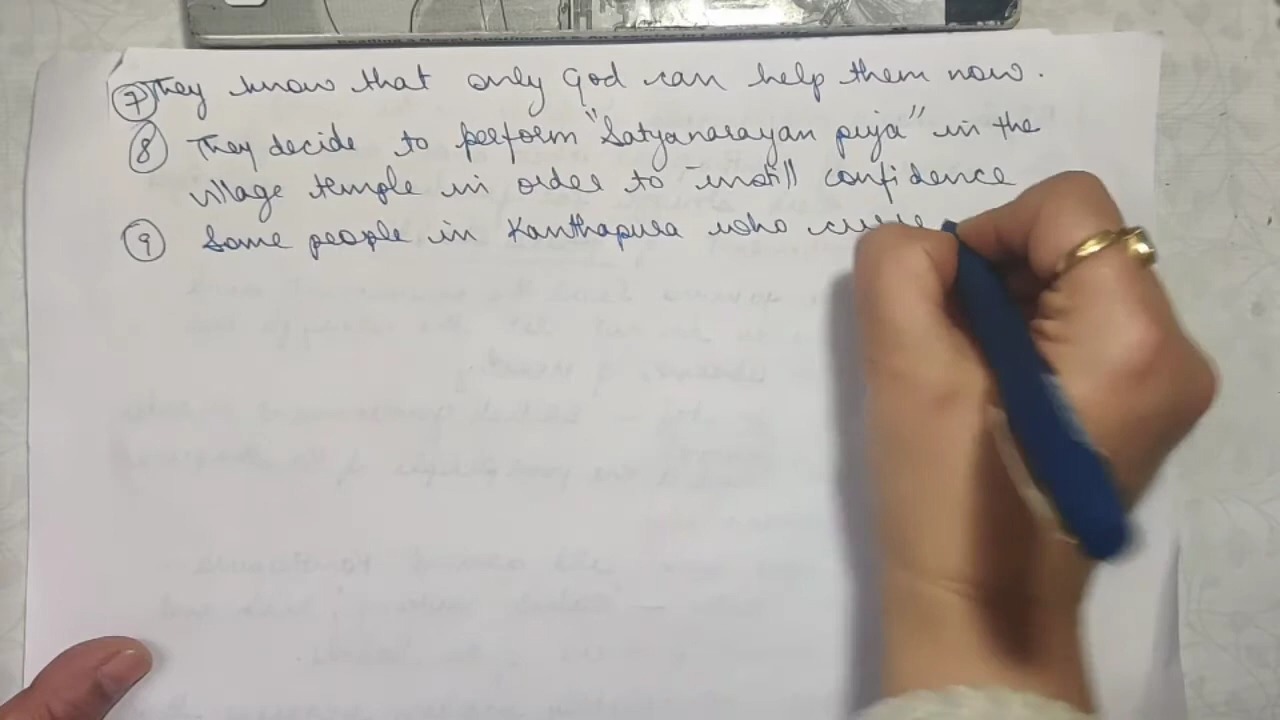 ⑦ They know that only God can help them now.
⑧ They decide to perform "Satyanarayan puja" in the
village temple in order to instill confidence
⑨ Some people in Kanthapura who